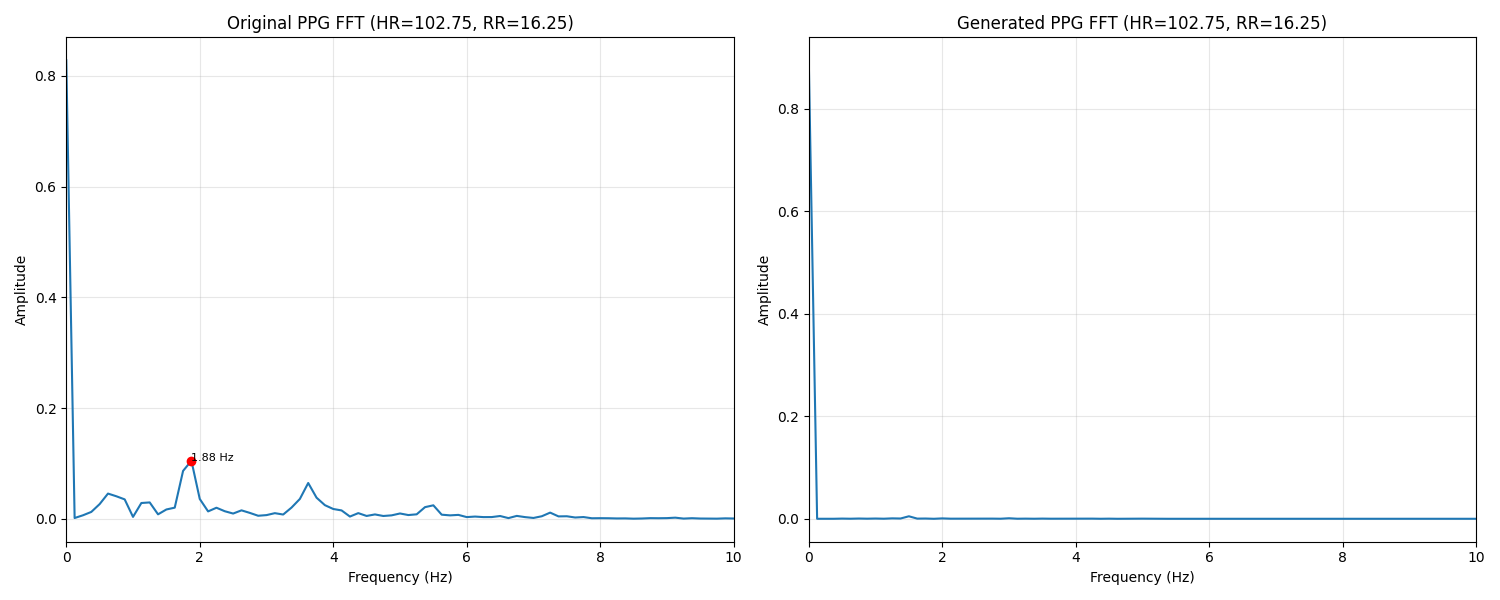 Original PPG FFT (HR=102.75, RR=16.25)
0.8
0.6
0.4
0.2
0.0
Amplitude
1.88 Hz
0 2 4 6 8 10
Frequency (Hz)
Generated PPG FFT (HR=102.75, RR=16.25)
0.8
0.6
0.4
0.2
0.0
Amplitude
0 2 4 6 8 10
Frequency (Hz)